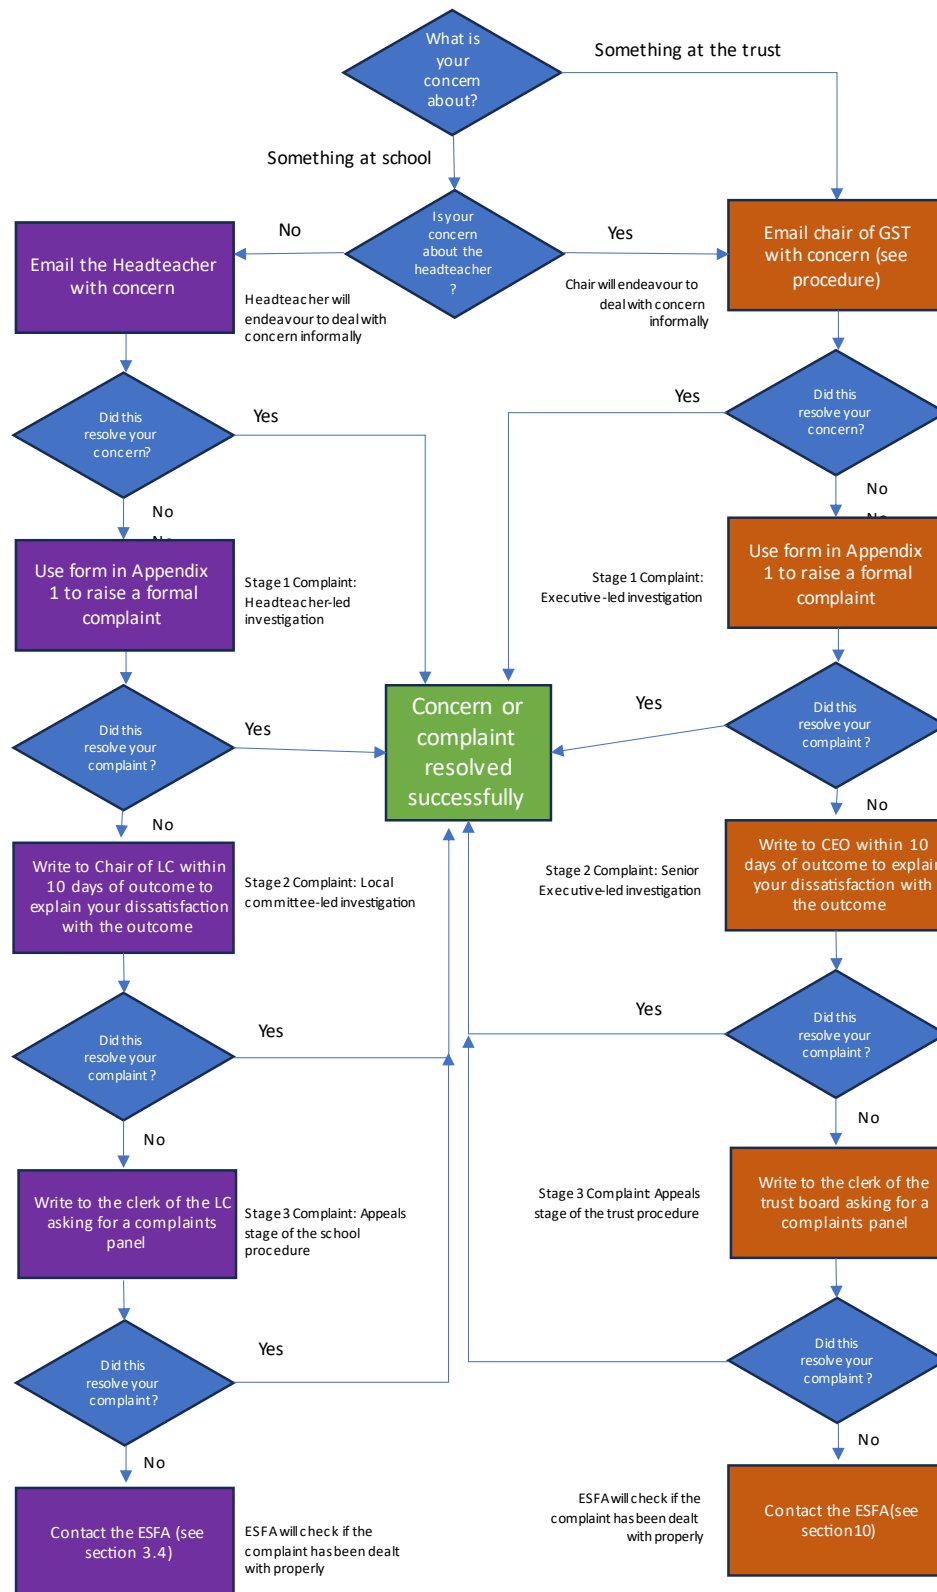 What is
your
concern
about?
Something at the trust
Something at school
Is your
concern
about the
headteacher
?
No
Yes
Email the Headteacher
with concern
Email chair of GST
with concern (see
procedure)
Headteacher will
endeavour to deal with
concern informally
Chair will endeavour to
deal with concern
informally
Did this
resolve your
concern?
Yes
Yes
Did this
resolve your
concern?
No
No
No
No
Use form in Appendix
1 to raise a formal
complaint
Stage 1 Complaint:
Headteacher-led
investigation
Stage 1 Complaint:
Executive-led investigation
Use form in Appendix
1 to raise a formal
complaint
Did this
resolve your
complaint?
Yes
Concern or
complaint
resolved
successfully
Yes
Did this
resolve your
complaint?
No
No
Write to Chair of LC within
10 days of outcome to
explain your dissatisfaction
with the outcome
Stage 2 Complaint: Local
committee-led investigation
Stage 2 Complaint: Senior
Executive-led investigation
Write to CEO within 10
days of outcome to explain
your dissatisfaction with
the outcome
Did this
resolve your
complaint?
Yes
Yes
Did this
resolve your
complaint?
No
No
Write to the clerk of the LC
asking for a complaints
panel
Stage 3 Complaint: Appeals
stage of the school
procedure
Stage 3 Complaint: Appeals
stage of the trust procedure
Write to the clerk of the
trust board asking for a
complaints panel
Did this
resolve your
complaint?
Yes
Did this
resolve your
complaint?
No
No
Contact the ESFA (see
section 3.4)
ESFA will check if the
complaint has been dealt
with properly
ESFA will check if the
complaint has been dealt
with properly
Contact the ESFA (see
section 10)